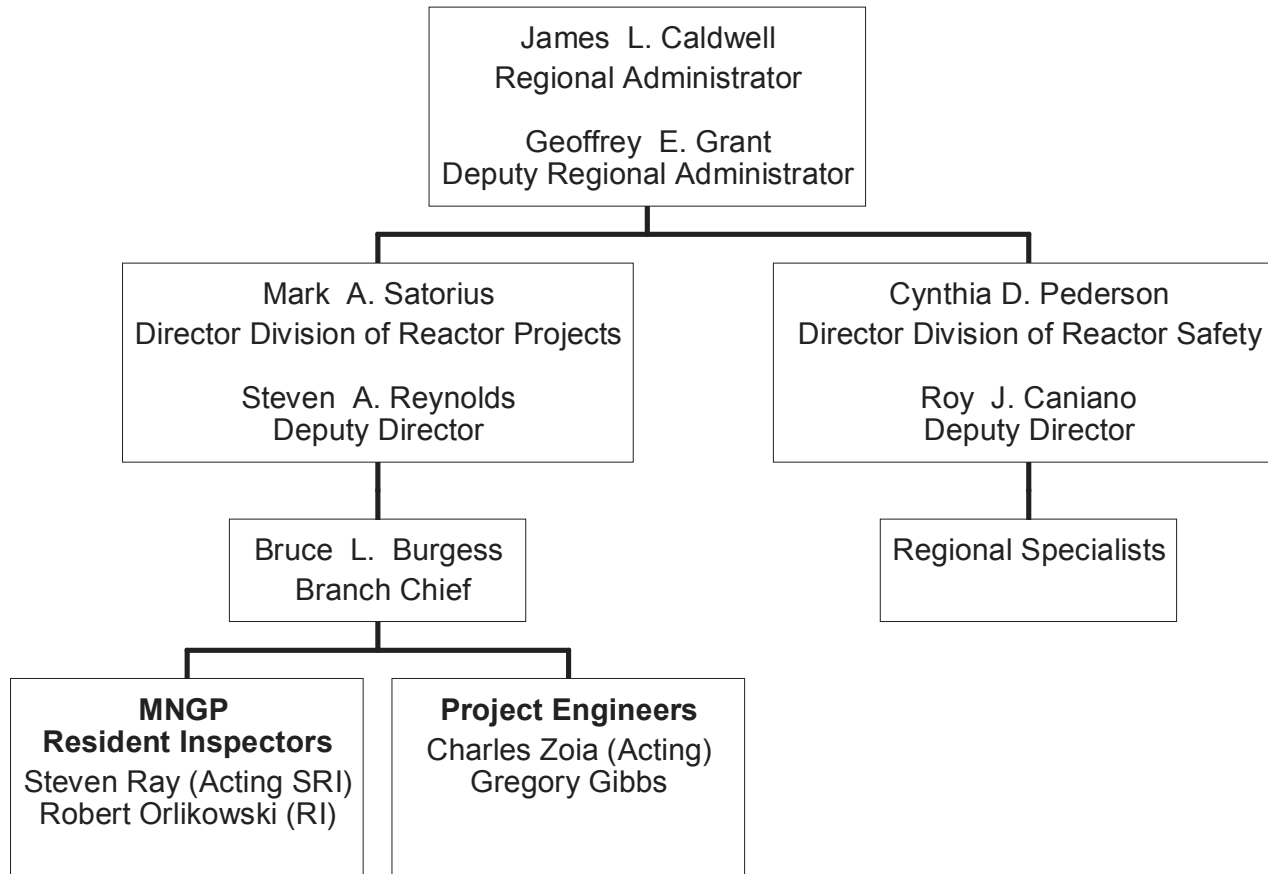 James L. Caldwell
Regional Administrator
Geoffrey E. Grant
Deputy Regional Administrator
Mark A. Satorius
Director Division of Reactor Projects
Steven A. Reynolds
Deputy Director
Cynthia D. Pederson
Director Division of Reactor Safety
Roy J. Caniano
Deputy Director
Bruce L. Burgess
Branch Chief
Regional Specialists
MNGP
Resident Inspectors
Steven Ray (Acting SRI)
Robert Orlikowski (RI)
Project Engineers
Charles Zoia (Acting)
Gregory Gibbs